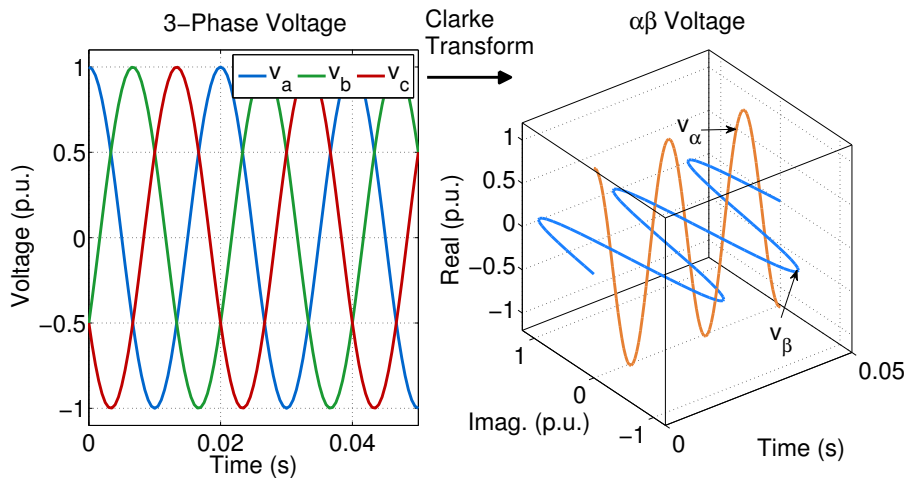 3−Phase Voltage
Clarke
Transform
αβ Voltage
Voltage (p.u.)
1
0.5
0
−0.5
−1
v_a v_b v_c
0 0.02 0.04
Time (s)
Real (p.u.)
1
0.5
0
−0.5
−1
v_α
v_β
1
0
−1
Imag. (p.u.)
0
0.05
Time (s)